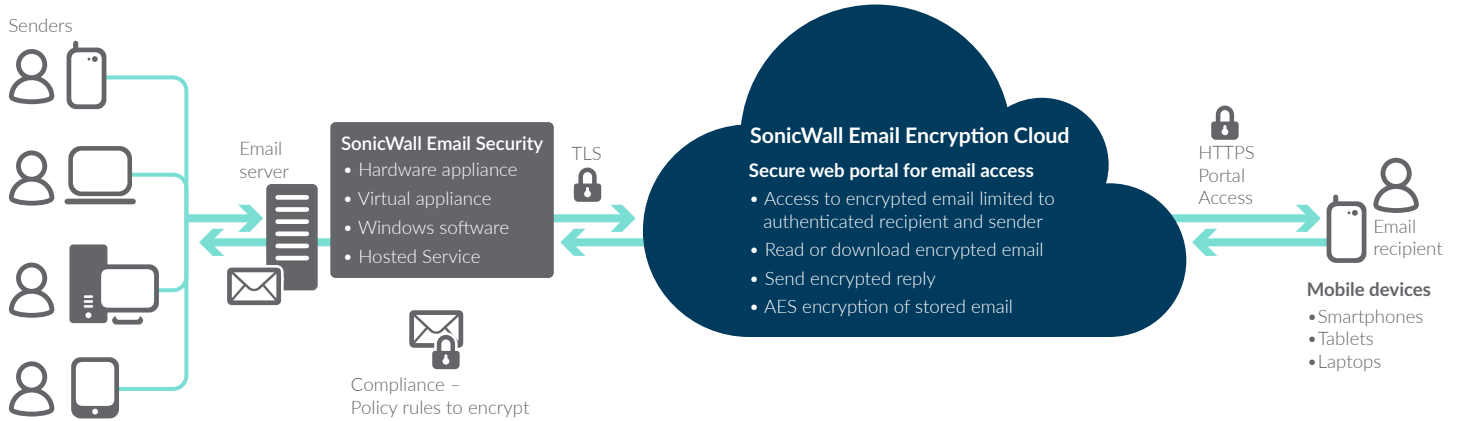 Senders
Email
server
SonicWall Email Security
• Hardware appliance
• Virtual appliance
• Windows software
• Hosted Service
Compliance –
Policy rules to encrypt
TLS
SonicWall Email Encryption Cloud
Secure web portal for email access
• Access to encrypted email limited to
authenticated recipient and sender
• Read or download encrypted email
• Send encrypted reply
• AES encryption of stored email
HTTPS
Portal
Access
Email
recipient
Mobile devices
•Smartphones
•Tablets
•Laptops